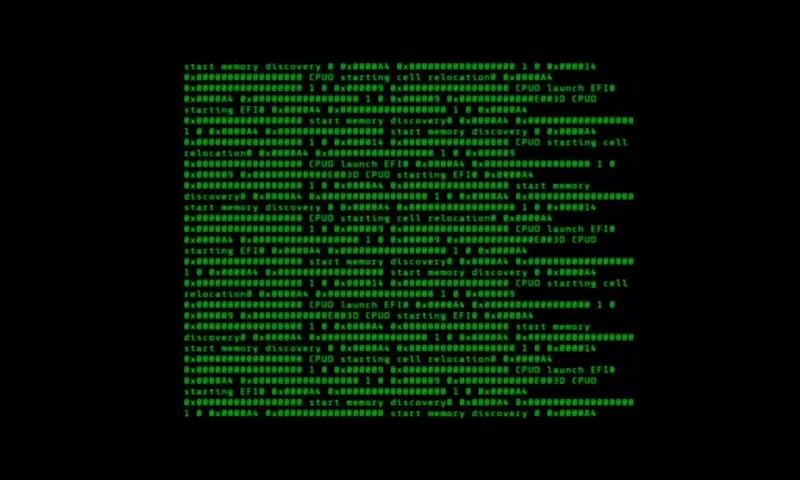 start memory discovery 0 0x0000A4 0x0000000000000000 1 0 0x000014
0x0000000000000000 CPU0 starting cell relocation0 0x0000A4
0x0000000000000000 1 0 0x000009 0x0000000000000000 CPU0 launch EFI0
0x0000A4 0x0000000000000000 1 0 0x000009 0x000000000000E003D CPU0
starting EFI0 0x0000A4 0x0000000000000000 1 0 0x0000A4
0x0000000000000000 start memory discovery0 0x0000A4 0x0000000000000000
1 0 0x0000A4 0x0000000000000000 start memory discovery 0 0x0000A4
0x0000000000000000 1 0 0x000014 0x0000000000000000 CPU0 starting cell
relocation0 0x0000A4 0x0000000000000000 1 0 0x000009
0x0000000000000000 CPU0 launch EFI0 0x0000A4 0x0000000000000000 1 0
0x000009 0x000000000000E003D CPU0 starting EFI0 0x0000A4
0x0000000000000000 1 0 0x0000A4 0x0000000000000000 start memory
discovery0 0x0000A4 0x0000000000000000 1 0 0x0000A4 0x0000000000000000
start memory discovery 0 0x0000A4 0x0000000000000000 1 0 0x000014
0x0000000000000000 CPU0 starting cell relocation0 0x0000A4
0x0000000000000000 1 0 0x000009 0x0000000000000000 CPU0 launch EFI0
0x0000A4 0x0000000000000000 1 0 0x000009 0x000000000000E003D CPU0
starting EFI0 0x0000A4 0x0000000000000000 1 0 0x0000A4
0x0000000000000000 start memory discovery0 0x0000A4 0x0000000000000000
1 0 0x0000A4 0x0000000000000000 start memory discovery 0 0x0000A4
0x0000000000000000 1 0 0x000014 0x0000000000000000 CPU0 starting cell
relocation0 0x0000A4 0x0000000000000000 1 0 0x000009
0x0000000000000000 CPU0 launch EFI0 0x0000A4 0x0000000000000000 1 0
0x000009 0x000000000000E003D CPU0 starting EFI0 0x0000A4
0x0000000000000000 1 0 0x0000A4 0x0000000000000000 start memory
discovery0 0x0000A4 0x0000000000000000 1 0 0x0000A4 0x0000000000000000
start memory discovery 0 0x0000A4 0x0000000000000000 1 0 0x000014
0x0000000000000000 CPU0 starting cell relocation0 0x0000A4
0x0000000000000000 1 0 0x000009 0x0000000000000000 CPU0 launch EFI0
0x0000A4 0x0000000000000000 1 0 0x000009 0x000000000000E003D CPU0
starting EFI0 0x0000A4 0x0000000000000000 1 0 0x0000A4
0x0000000000000000 start memory discovery0 0x0000A4 0x0000000000000000
1 0 0x0000A4 0x0000000000000000 start memory discovery 0 0x0000A4